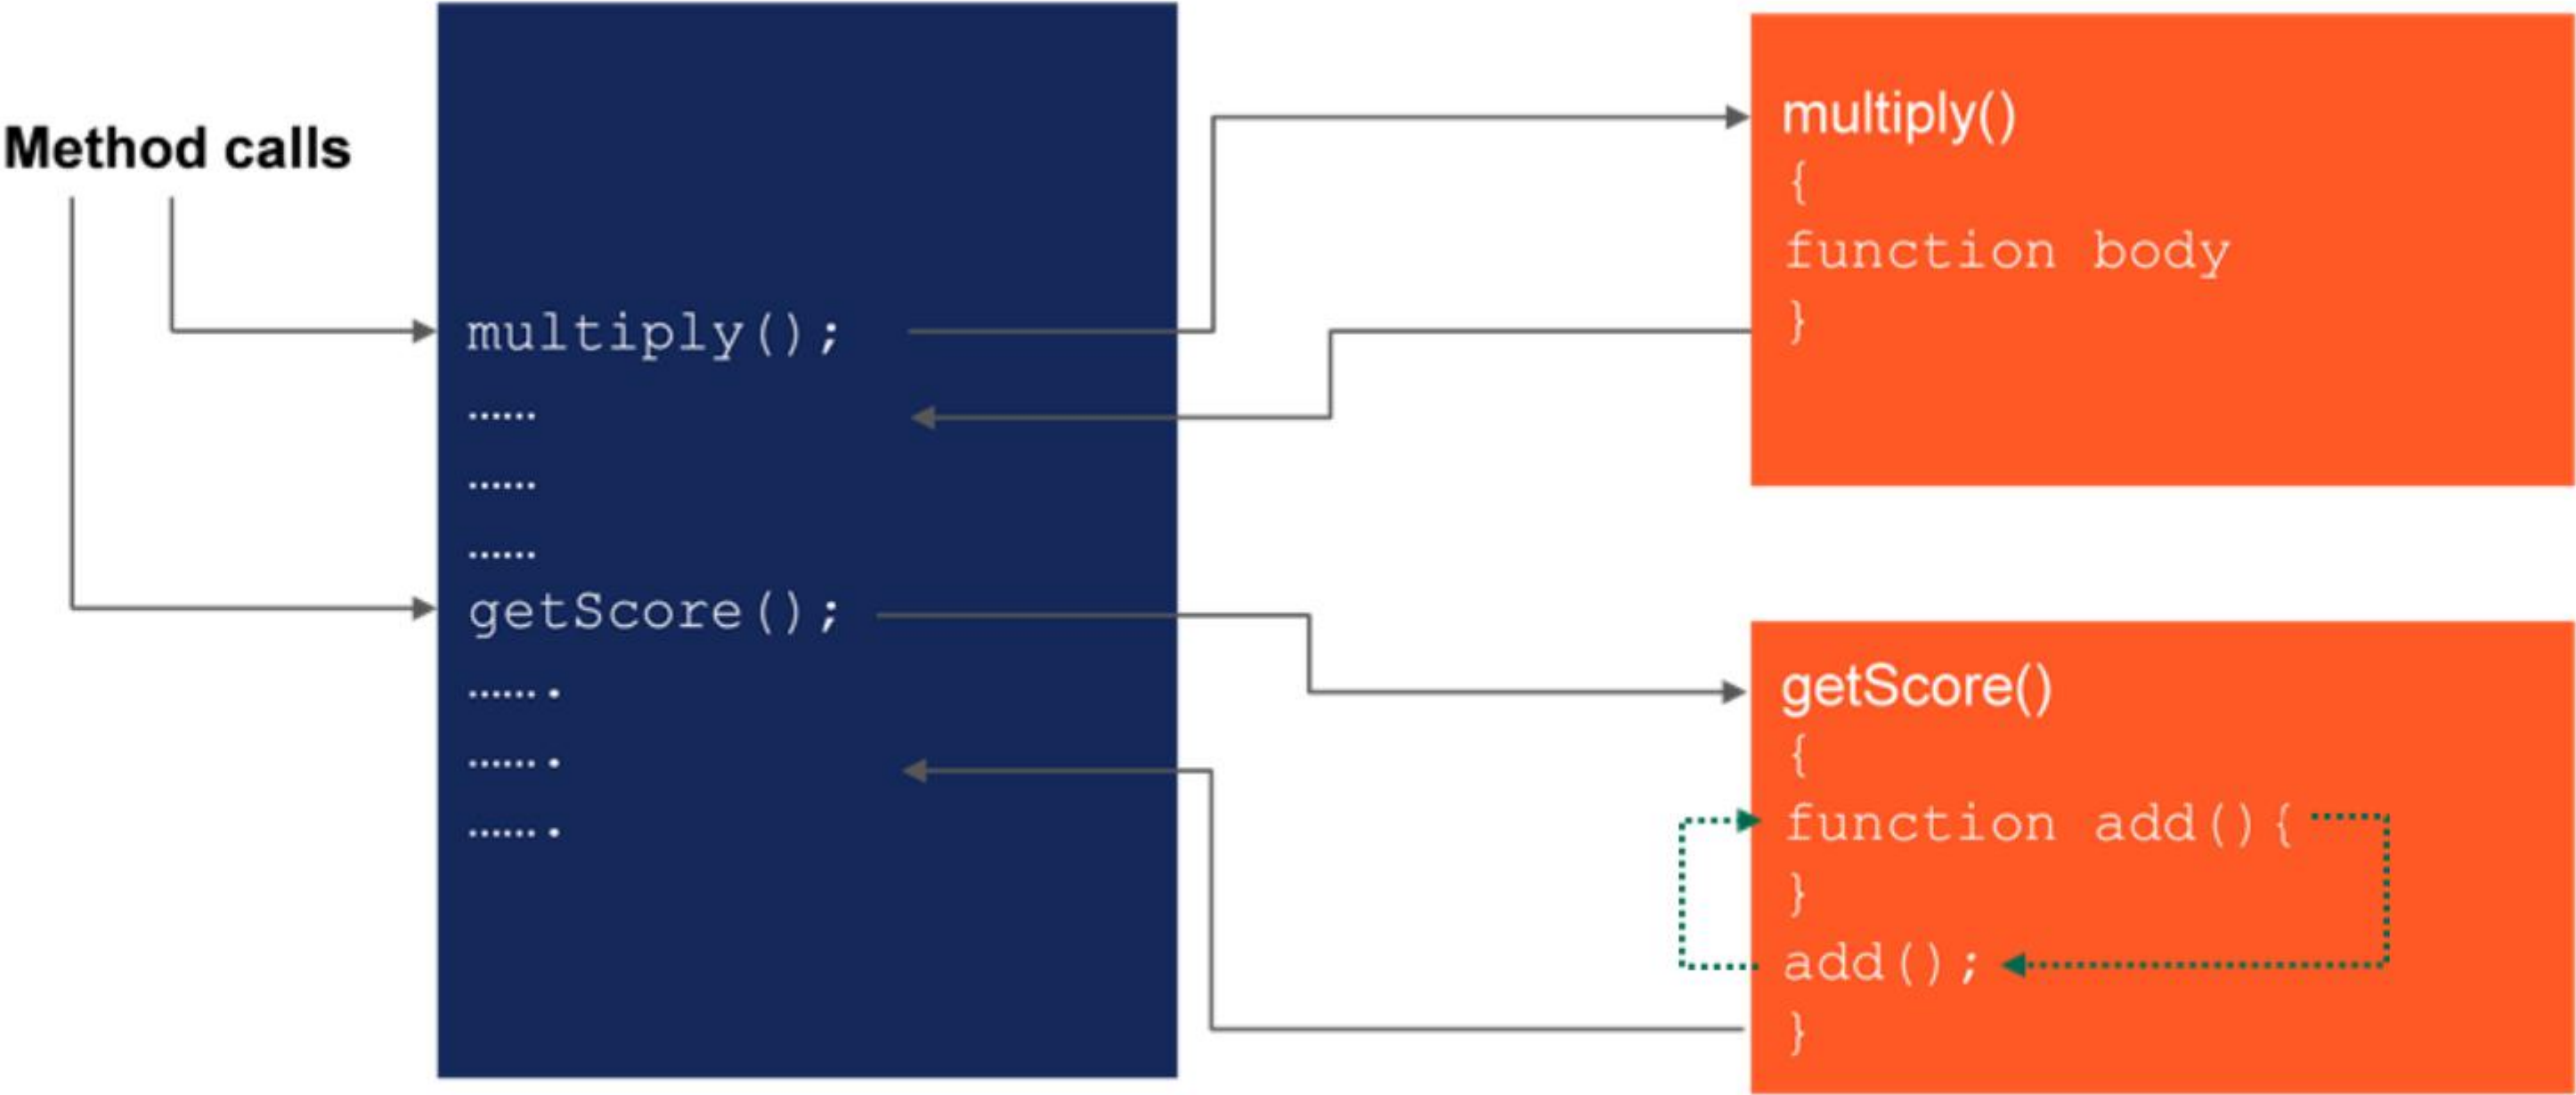 Method calls
multiply();
......
......
......
getScore();
...... .
...... .
...... .
multiply()
{
function body
}
getScore()
{
function add(){
}
add();
}